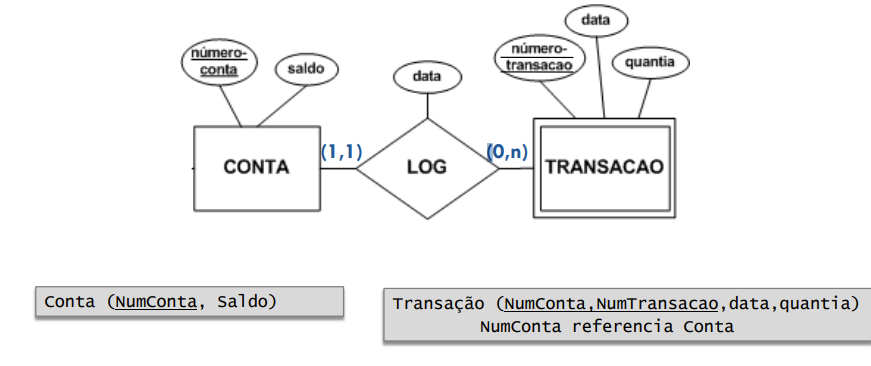 data
número-
transacao
quantia
número-
conta
saldo
data
(1,1)
(0,n)
CONTA
LOG
TRANSACAO
Conta (NumConta, Saldo)
Transação (NumConta,NumTransacao,data,quantia)
NumConta referencia Conta